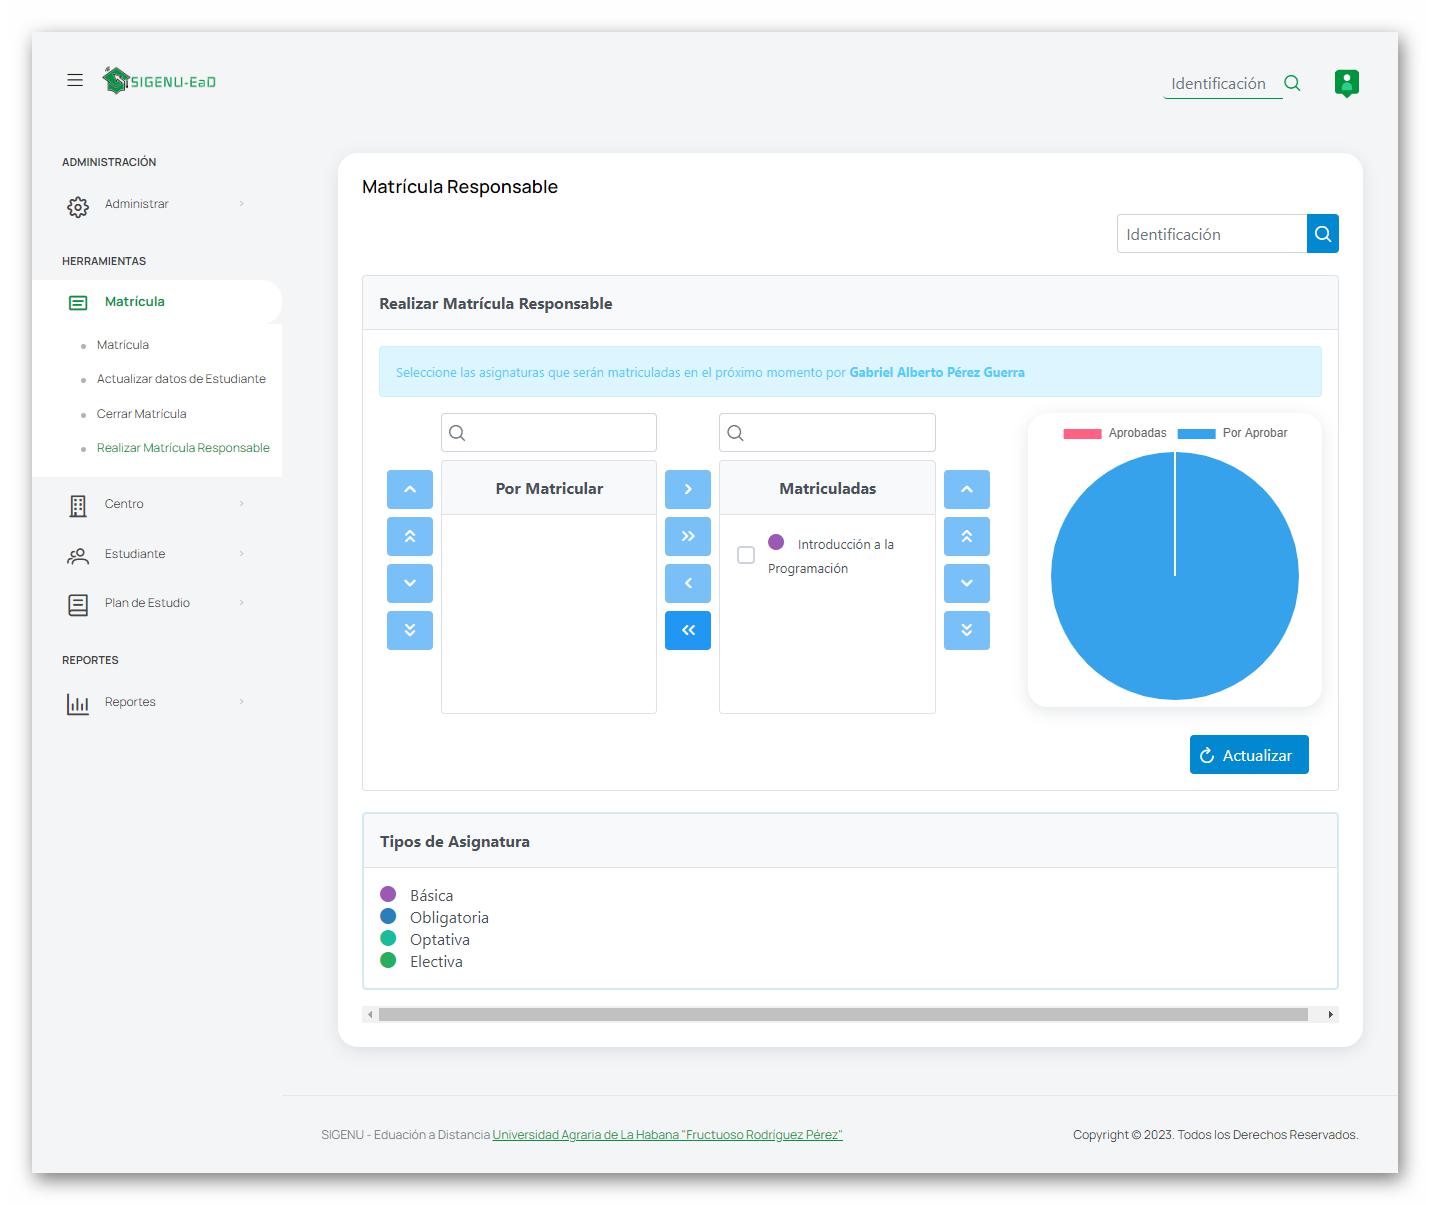 SIGENU-EaD
Identificación
ADMINISTRACIÓN
Administrar
HERRAMIENTAS
Matrícula
Matrícula
Actualizar datos de Estudiante
Cerrar Matrícula
Realizar Matrícula Responsable
Centro
Estudiante
Plan de Estudio
REPORTES
Reportes
Matrícula Responsable
Identificación
Realizar Matrícula Responsable
Seleccione las asignaturas que serán matriculadas en el próximo momento por Gabriel Alberto Pérez Guerra
Por Matricular
Matriculadas
Introducción a la
Programación
Aprobadas Por Aprobar
Actualizar
Tipos de Asignatura
Básica
Obligatoria
Optativa
Electiva
SIGENU - Eduación a Distancia Universidad Agraria de La Habana "Fructuoso Rodríguez Pérez"
Copyright © 2023. Todos los Derechos Reservados.